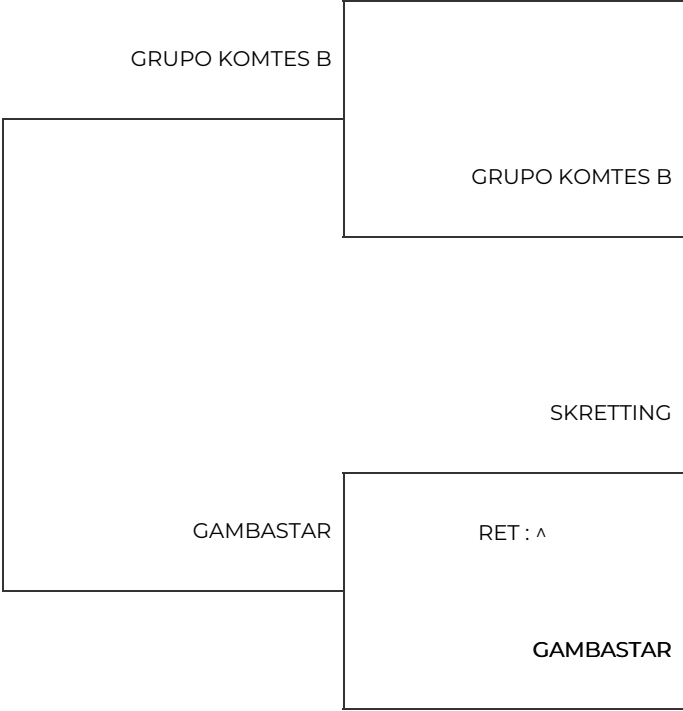 GRUPO KOMTES B
GRUPO KOMTES B
SKRETTING
GAMBASTAR
RET : ^
GAMBASTAR